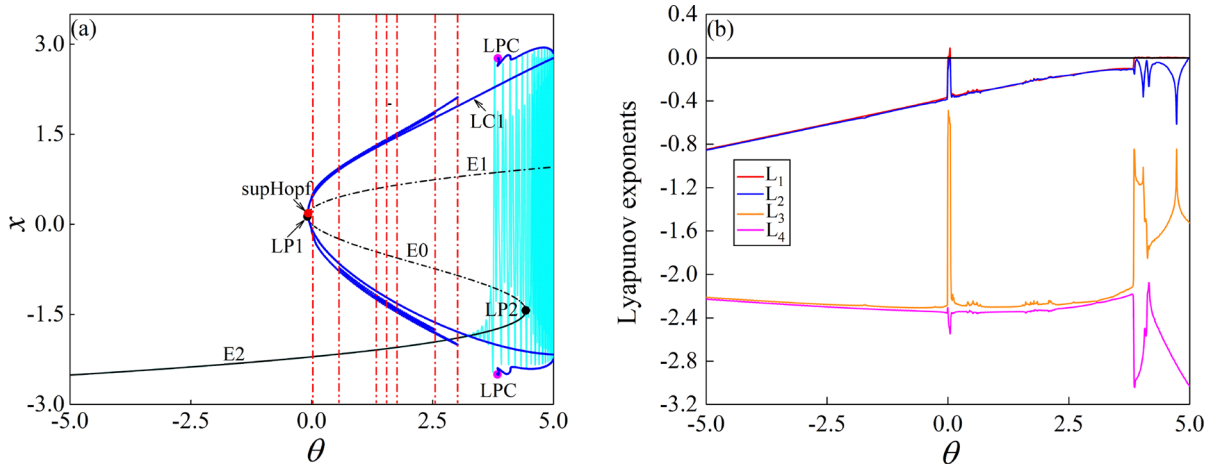 (a)
3.0
1.5
0.0
-1.5
-3.0
x
-5.0
-2.5
0.0
2.5
5.0
θ
LPC
LC1
E1
supHopf
LP1
E0
LP2
E2
LPC
(b)
0.4
0.0
-0.4
-0.8
-1.2
-1.6
-2.0
-2.4
-2.8
-3.2
Lyapunov exponents
L1
L2
L3
L4
-5.0
-2.5
0.0
2.5
5.0
θ